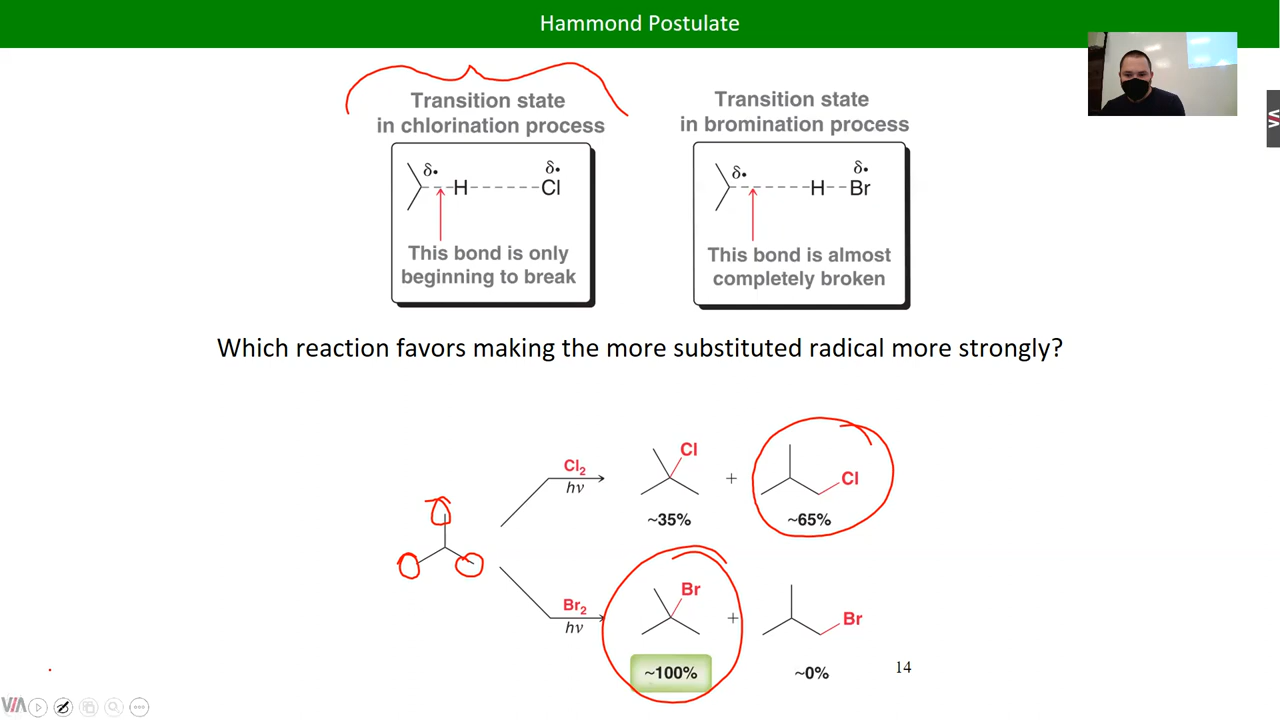 Hammond Postulate
Transition state
in chlorination process
δ•
H
δ•
Cl
This bond is only
beginning to break
Transition state
in bromination process
δ•
H
δ•
Br
This bond is almost
completely broken
Which reaction favors making the more substituted radical more strongly?
Cl2
hν
Cl
~35%
+
Cl
~65%
Br2
hν
Br
~100%
+
Br
~0%
14
VIA
VIA